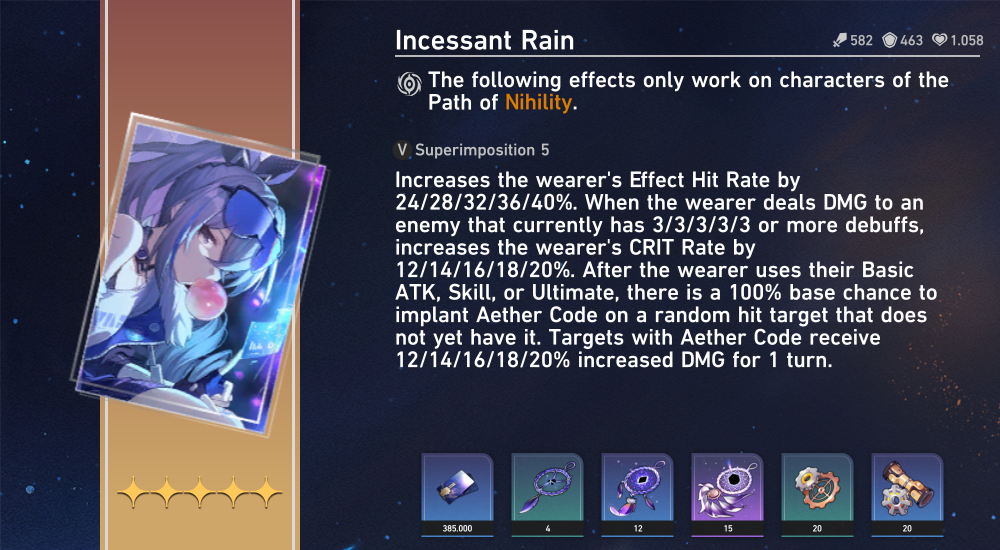 Incessant Rain
582 463 1.058
The following effects only work on characters of the
Path of Nihility.
V Superimposition 5
Increases the wearer's Effect Hit Rate by
24/28/32/36/40%. When the wearer deals DMG to an
enemy that currently has 3/3/3/3/3 or more debuffs,
increases the wearer's CRIT Rate by
12/14/16/18/20%. After the wearer uses their Basic
ATK, Skill, or Ultimate, there is a 100% base chance to
implant Aether Code on a random hit target that does
not yet have it. Targets with Aether Code receive
12/14/16/18/20% increased DMG for 1 turn.
385.000 4 12 15 20 20